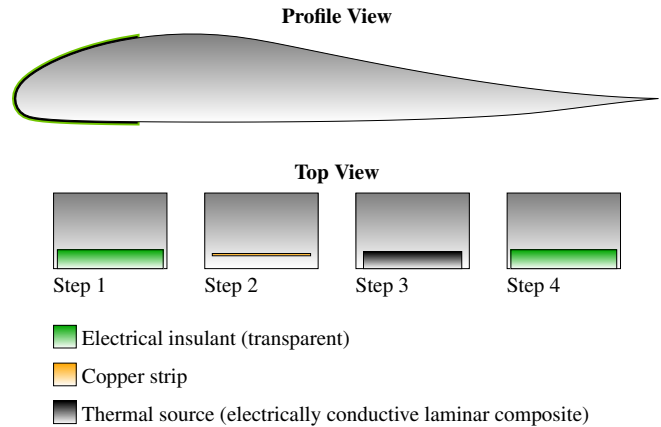 Profile View
Top View
Step 1 Step 2 Step 3 Step 4
Electrical insulant (transparent)
Copper strip
Thermal source (electrically conductive laminar composite)